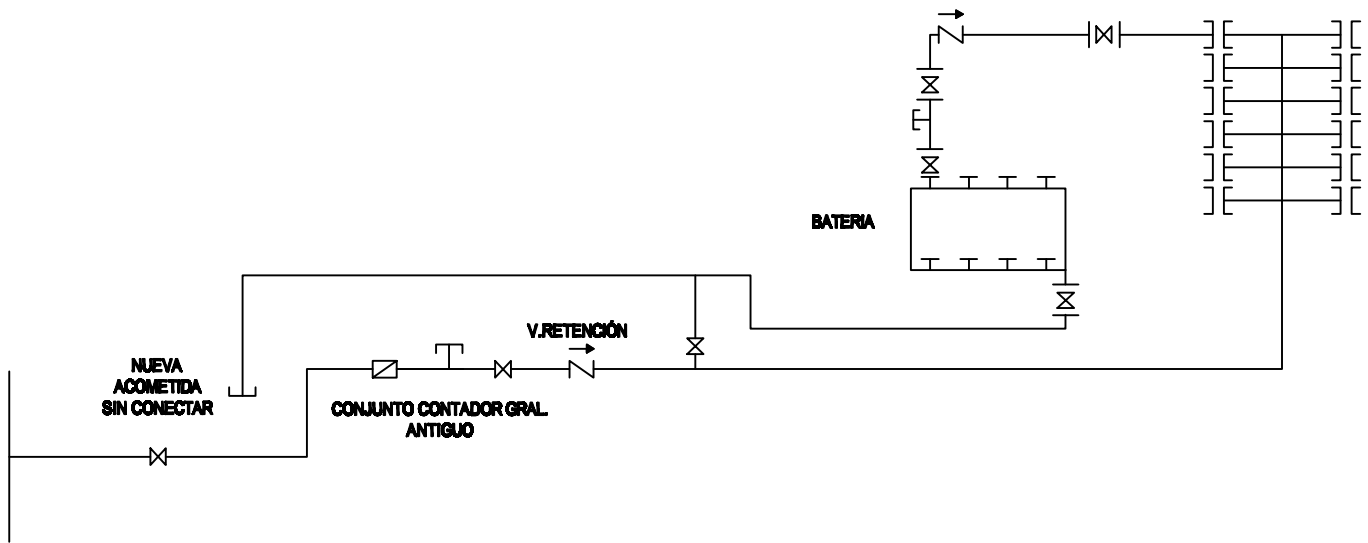 BATERIA
V.RETENCIÓN
NUEVA
ACOMETIDA
SIN CONECTAR
CONJUNTO CONTADOR GRAL.
ANTIGUO